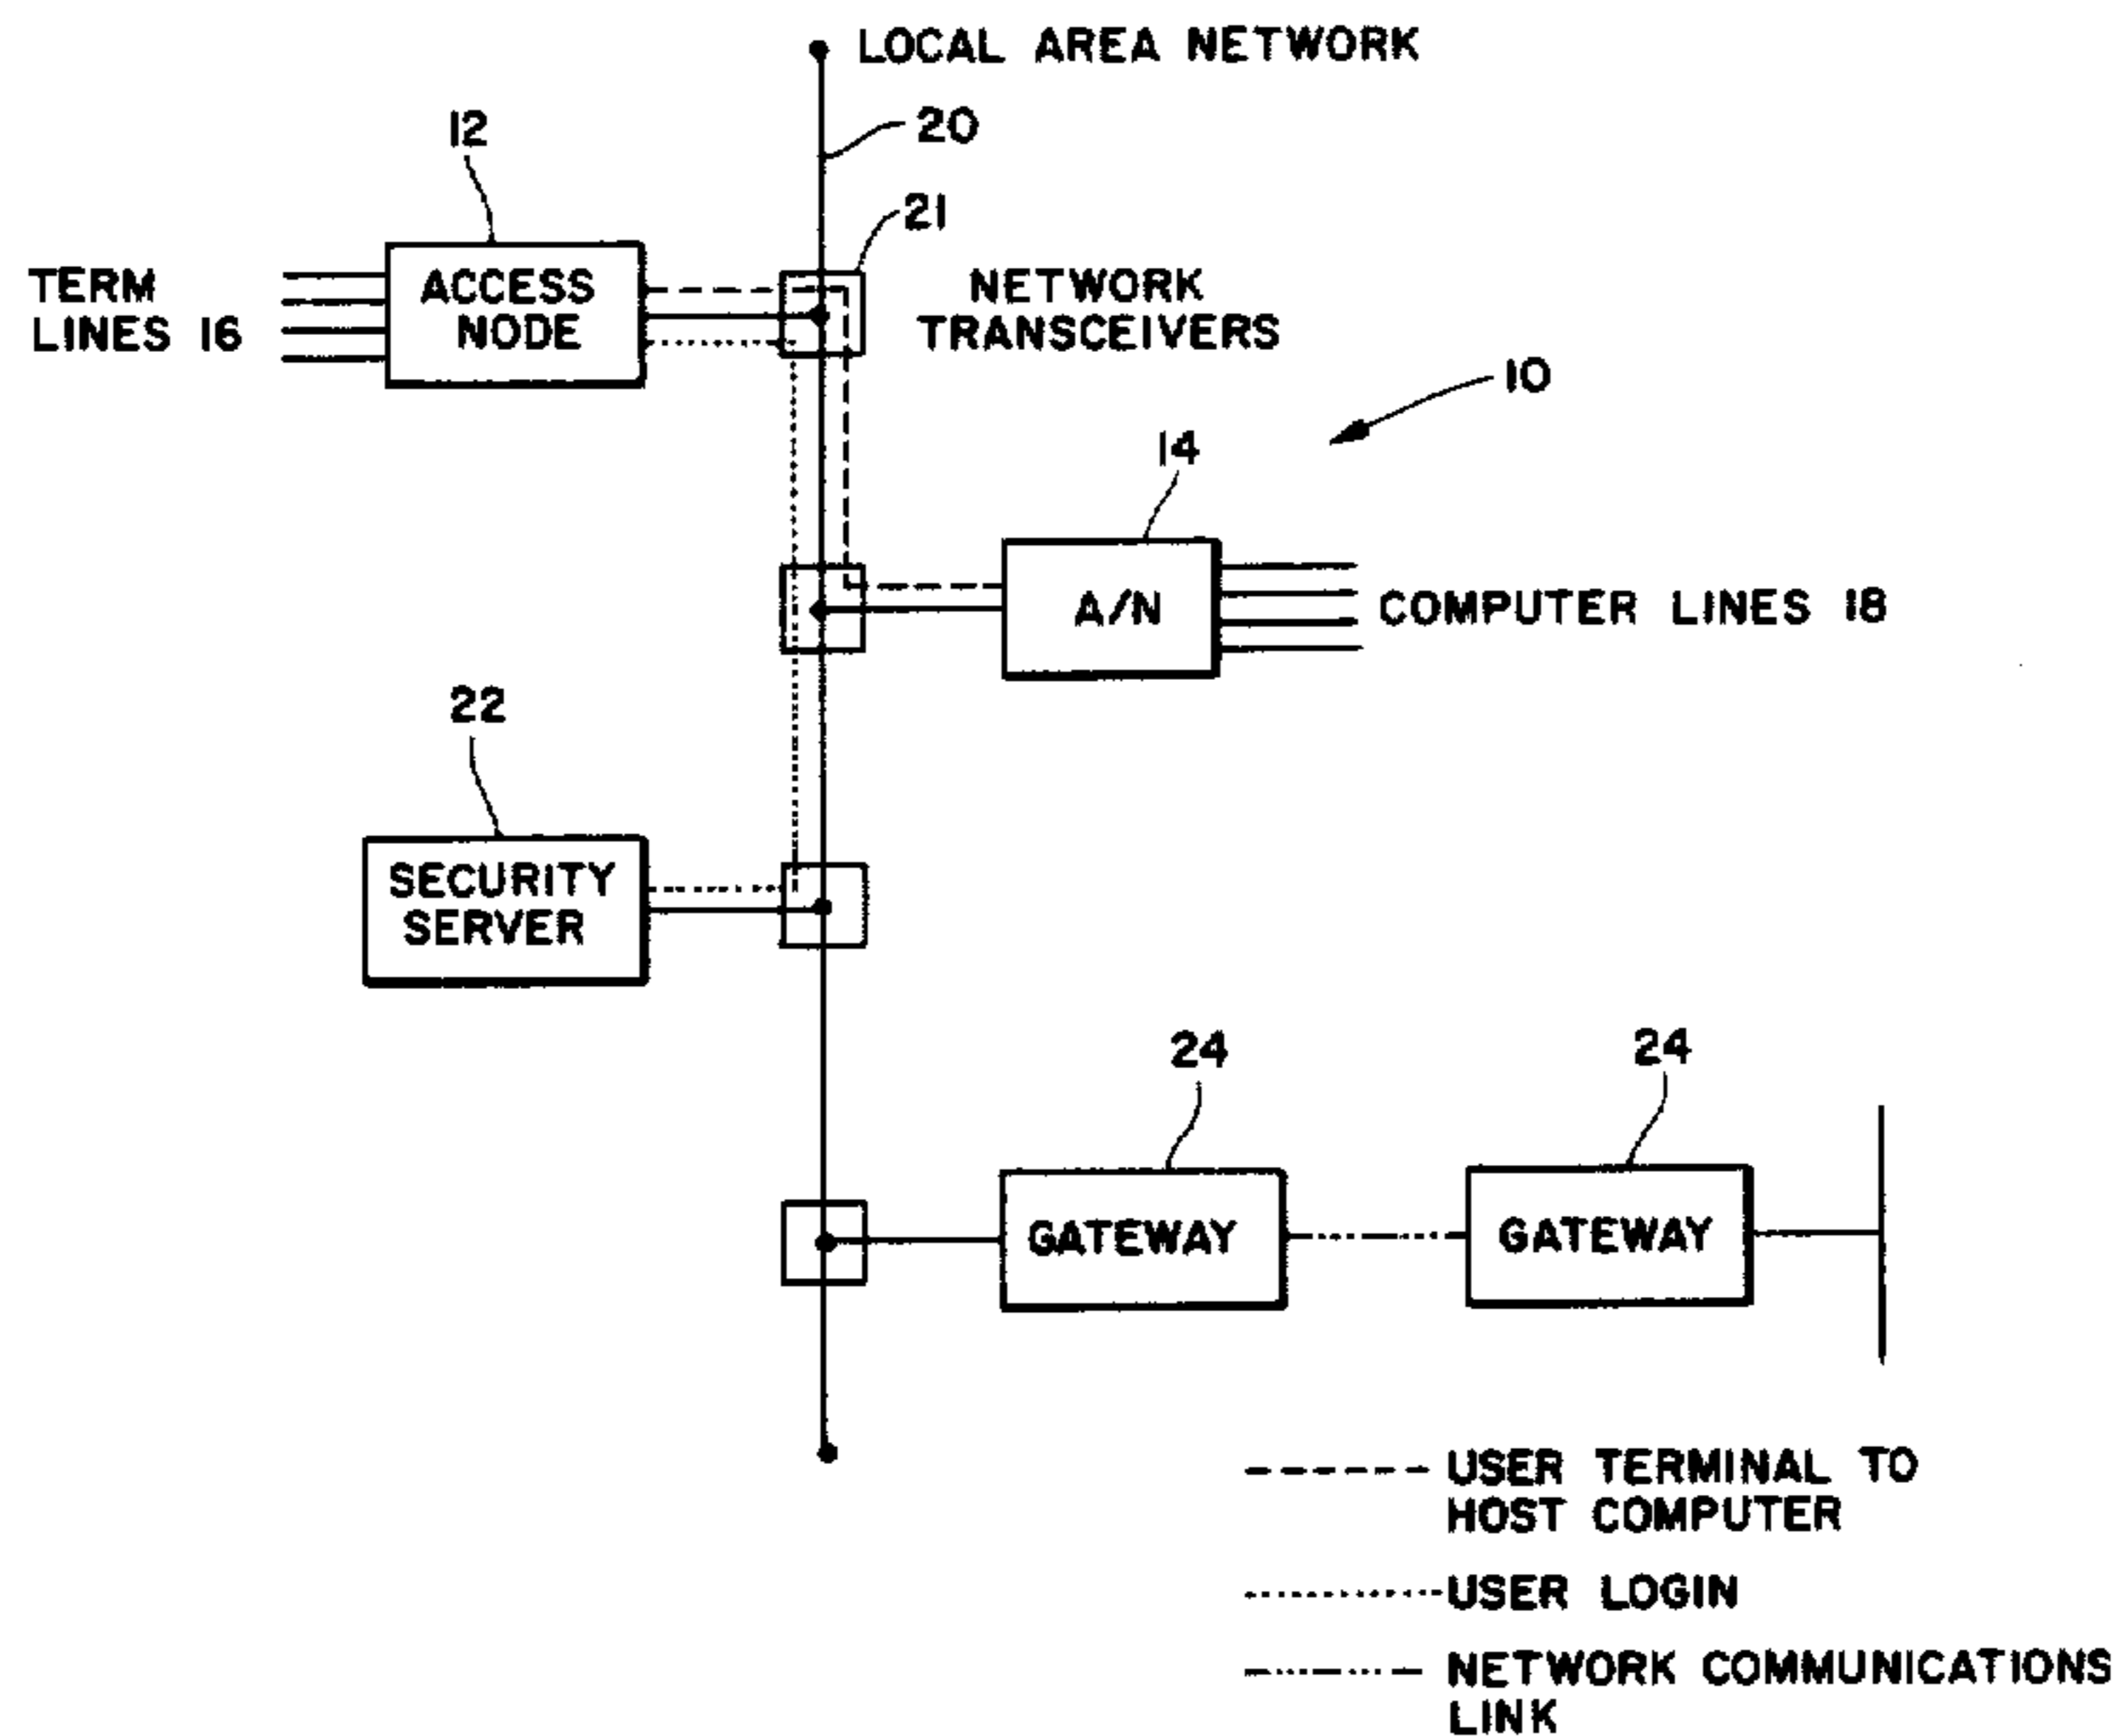 LOCAL AREA NETWORK
20
12
21
TERM
LINES 16
ACCESS
NODE
NETWORK
TRANSCEIVERS
10
14
A/N
COMPUTER LINES 18
22
SECURITY
SERVER
24
24
GATEWAY
GATEWAY
USER TERMINAL TO
HOST COMPUTER
USER LOGIN
NETWORK COMMUNICATIONS
LINK